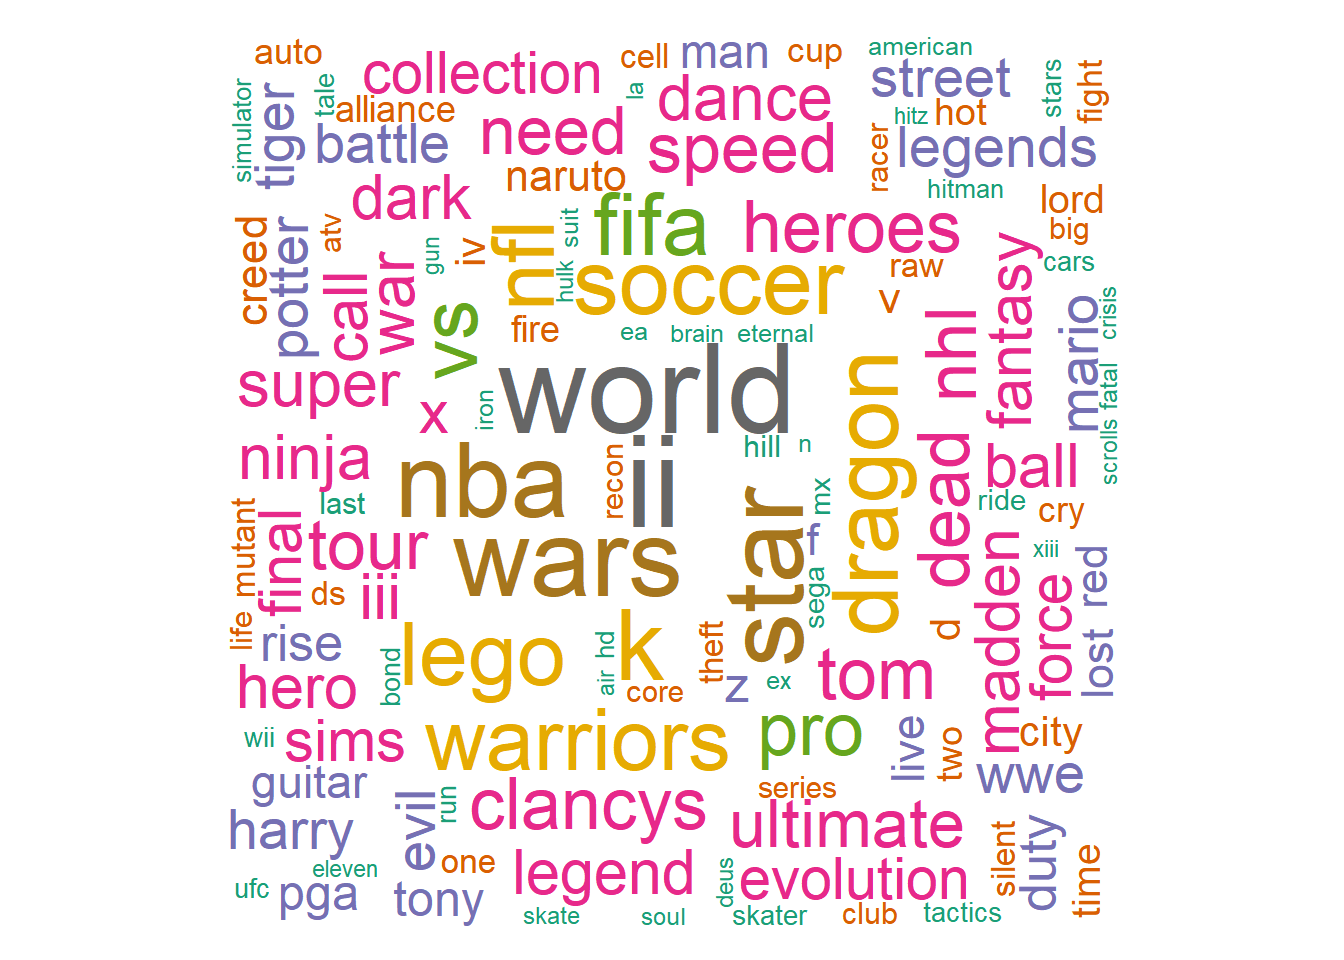 auto
collection
cell
man
cup
american
street
stars
fight
simulator
tale
alliance
la
dance
hitz
hot
tiger
battle
need
speed
racer
legends
naruto
hitman
lord
dark
suit
fifa
heroes
big
creed
potter
atv
gun
iv
nfl
hulk
soccer
raw
cars
call
war
vs
fire
v
fantasy
mario
crisis
ea
brain
eternal
nhl
world
dragon
super
x
iron
fatal
ninja
nba
recon
ii
hill
n
dead
ball
scrolls
last
mx
ride
cry
mutant
final
tour
wars
star
f
xiii
ds
iii
sega
madden
force
red
life
rise
lego
air
hd
k
theft
d
lost
hero
bond
core
z
ex
tom
wii
sims
warriors
pro
live
two
city
guitar
series
wwe
harry
evil
run
clancys
ultimate
silent
duty
time
eleven
one
legend
deus
evolution
ufc
pga
tony
skate
soul
skater
club
tactics